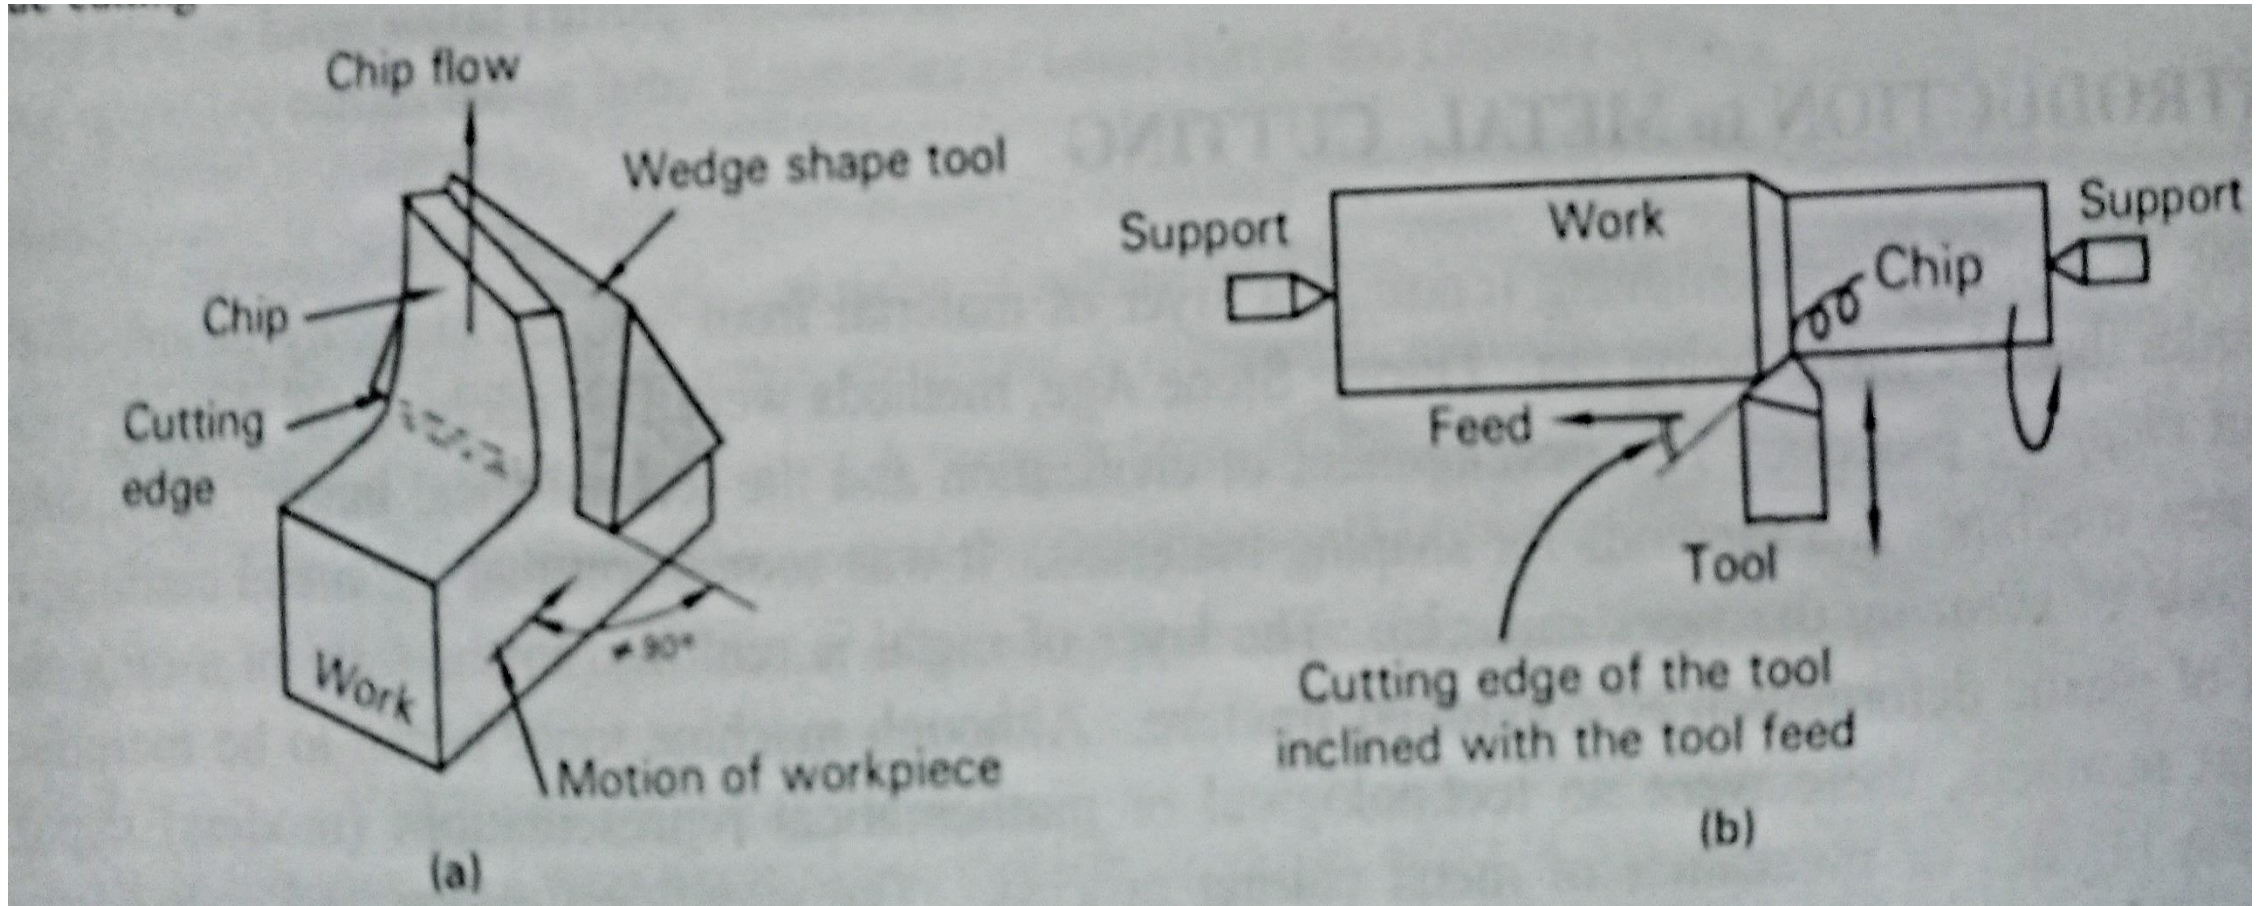 Chip flow
Wedge shape tool
Chip
Cutting
edge
Work
≠ 90°
Motion of workpiece
(a)
Support
Work
Support
Chip
Feed
Tool
Cutting edge of the tool
inclined with the tool feed
(b)